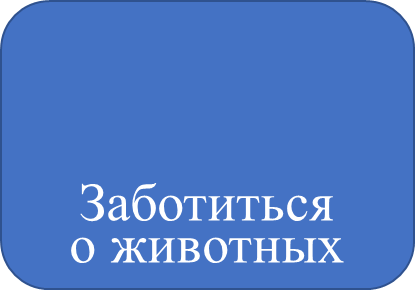 Заботиться
о животных